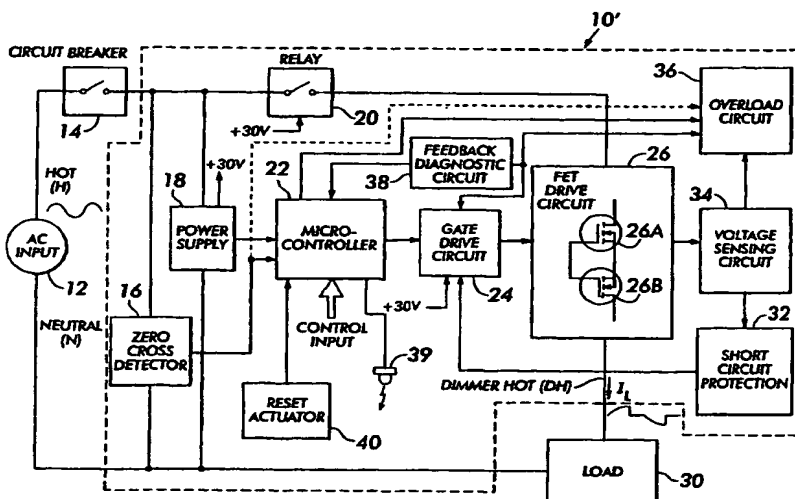 10'
CIRCUIT BREAKER
14
RELAY
20
+30V
36
OVERLOAD
CIRCUIT
HOT
(H)
+30V
18
POWER
SUPPLY
22
MICRO-
CONTROLLER
FEEDBACK
DIAGNOSTIC
CIRCUIT
38
26
FET
DRIVE
CIRCUIT
26A
26B
34
VOLTAGE
SENSING
CIRCUIT
AC
INPUT
12
GATE
DRIVE
CIRCUIT
24
+30V
NEUTRAL
(N)
16
ZERO
CROSS
DETECTOR
CONTROL
INPUT
39
32
SHORT
CIRCUIT
PROTECTION
RESET
ACTUATOR
40
DIMMER HOT (DH)
IL
LOAD
30